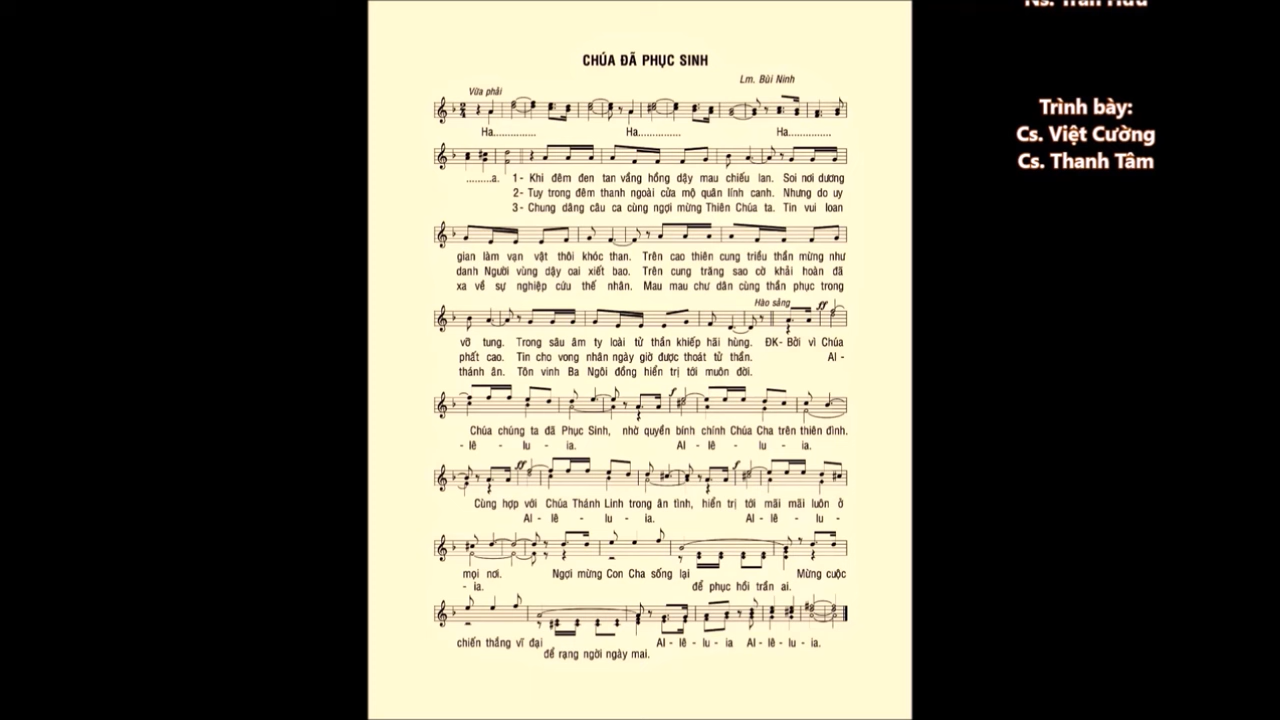 Ns. Trần Hữu
CHÚA ĐÃ PHỤC SINH
Lm. Bùi Ninh
Trình bày:
Cs. Việt Cường
Cs. Thanh Tâm
Vừa phải
Ha.............. Ha.............. Ha..............
.........a. 1- Khi đêm đen tan vầng hồng dậy mau chiếu lan. Soi nơi dương
2- Tuy trong đêm thanh ngoài cửa mộ quân lính canh. Nhưng do uy
3- Chung dâng câu ca cùng ngợi mừng Thiên Chúa ta. Tin vui loan
gian làm vạn vật thôi khóc than. Trên cao thiên cung triều thần mừng như
danh Người vùng dậy oai xiết bao. Trên cung trăng sao cờ khải hoàn đã
xa về sự nghiệp cứu thế nhân. Mau mau chư dân cùng thần phục trong
Hào sảng ff
vỡ tung. Trong sâu âm ty loài tử thần khiếp hãi hùng. ĐK- Bởi vì Chúa
phất cao. Tin cho vong nhân ngày giờ được thoát tử thần. Al -
thánh ân. Tôn vinh Ba Ngôi đồng hiển trị tới muôn đời.
f
Chúa chúng ta đã Phục Sinh, nhờ quyền bính chính Chúa Cha trên thiên đình.
- lê - lu - ia. Al - lê - lu - ia.
ff f
Cùng hợp với Chúa Thánh Linh trong ân tình, hiển trị tới mãi mãi luôn ở
Al - lê - lu - ia. Al - lê - lu -
mọi nơi. Ngợi mừng Con Cha sống lại Mừng cuộc
- ia. để phục hồi trần ai.
chiến thắng vĩ đại Al - lê - lu - ia Al - lê - lu - ia.
để rạng ngời ngày mai.